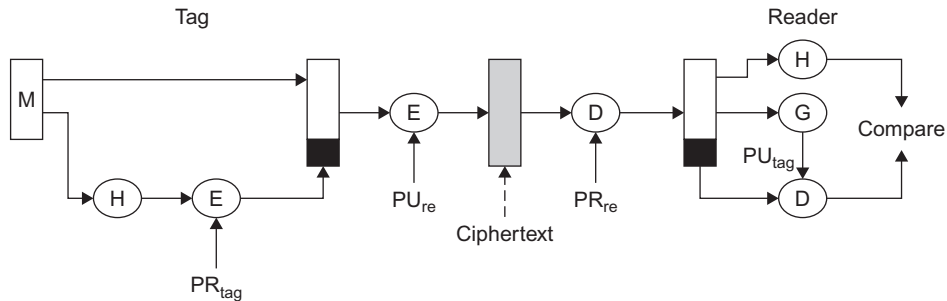 Tag
Reader
M
H
E
PR_tag
E
PU_re
Ciphertext
D
PR_re
H
G
PU_tag
D
Compare